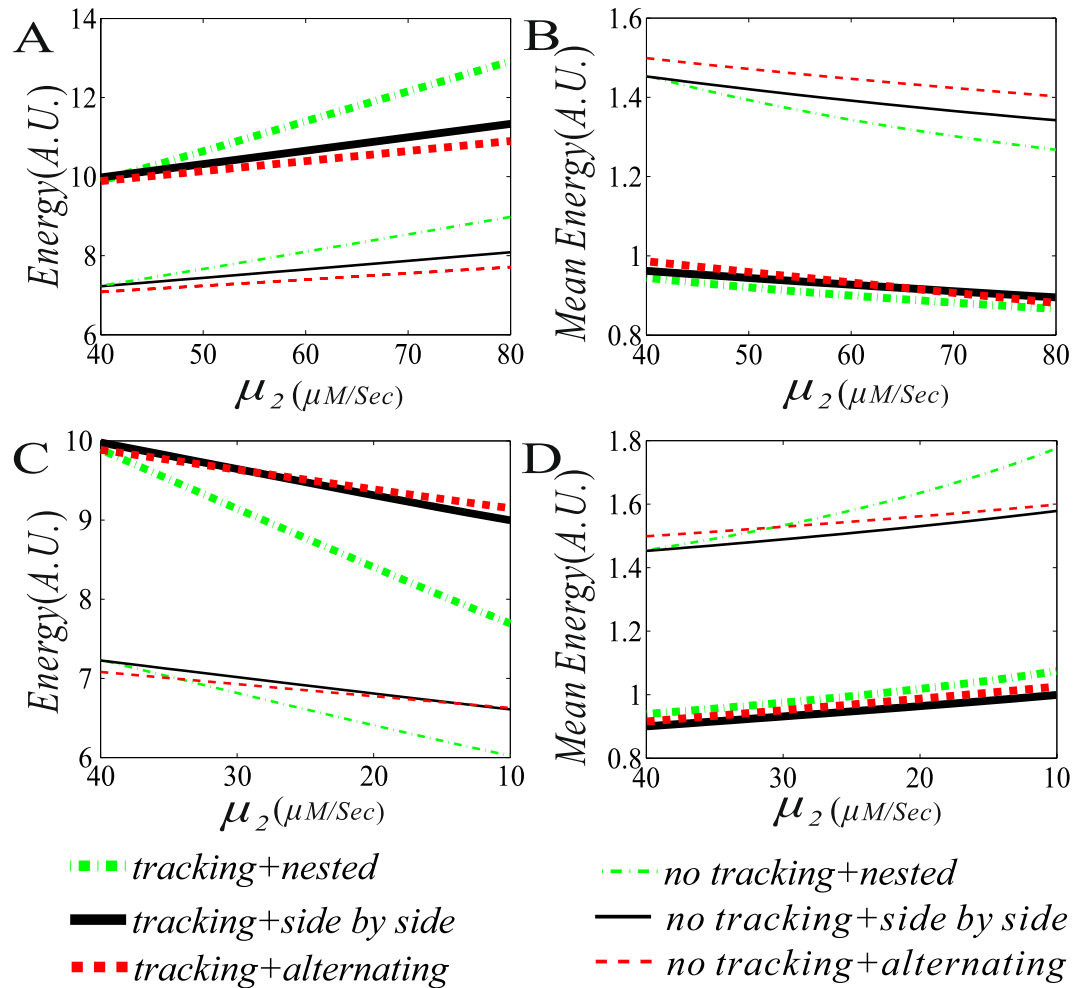 A
Energy(A.U.)
14
12
10
8
6
40 50 60 70 80
μ2 (μM/Sec)
B
Mean Energy(A.U.)
1.6
1.4
1.2
1
0.8
40 50 60 70 80
μ2 (μM/Sec)
C
Energy(A.U.)
10
9
8
7
6
40 30 20 10
μ2 (μM/Sec)
D
Mean Energy(A.U.)
1.8
1.6
1.4
1.2
1
0.8
40 30 20 10
μ2 (μM/Sec)
tracking+nested
tracking+side by side
tracking+alternating
no tracking+nested
no tracking+side by side
no tracking+alternating